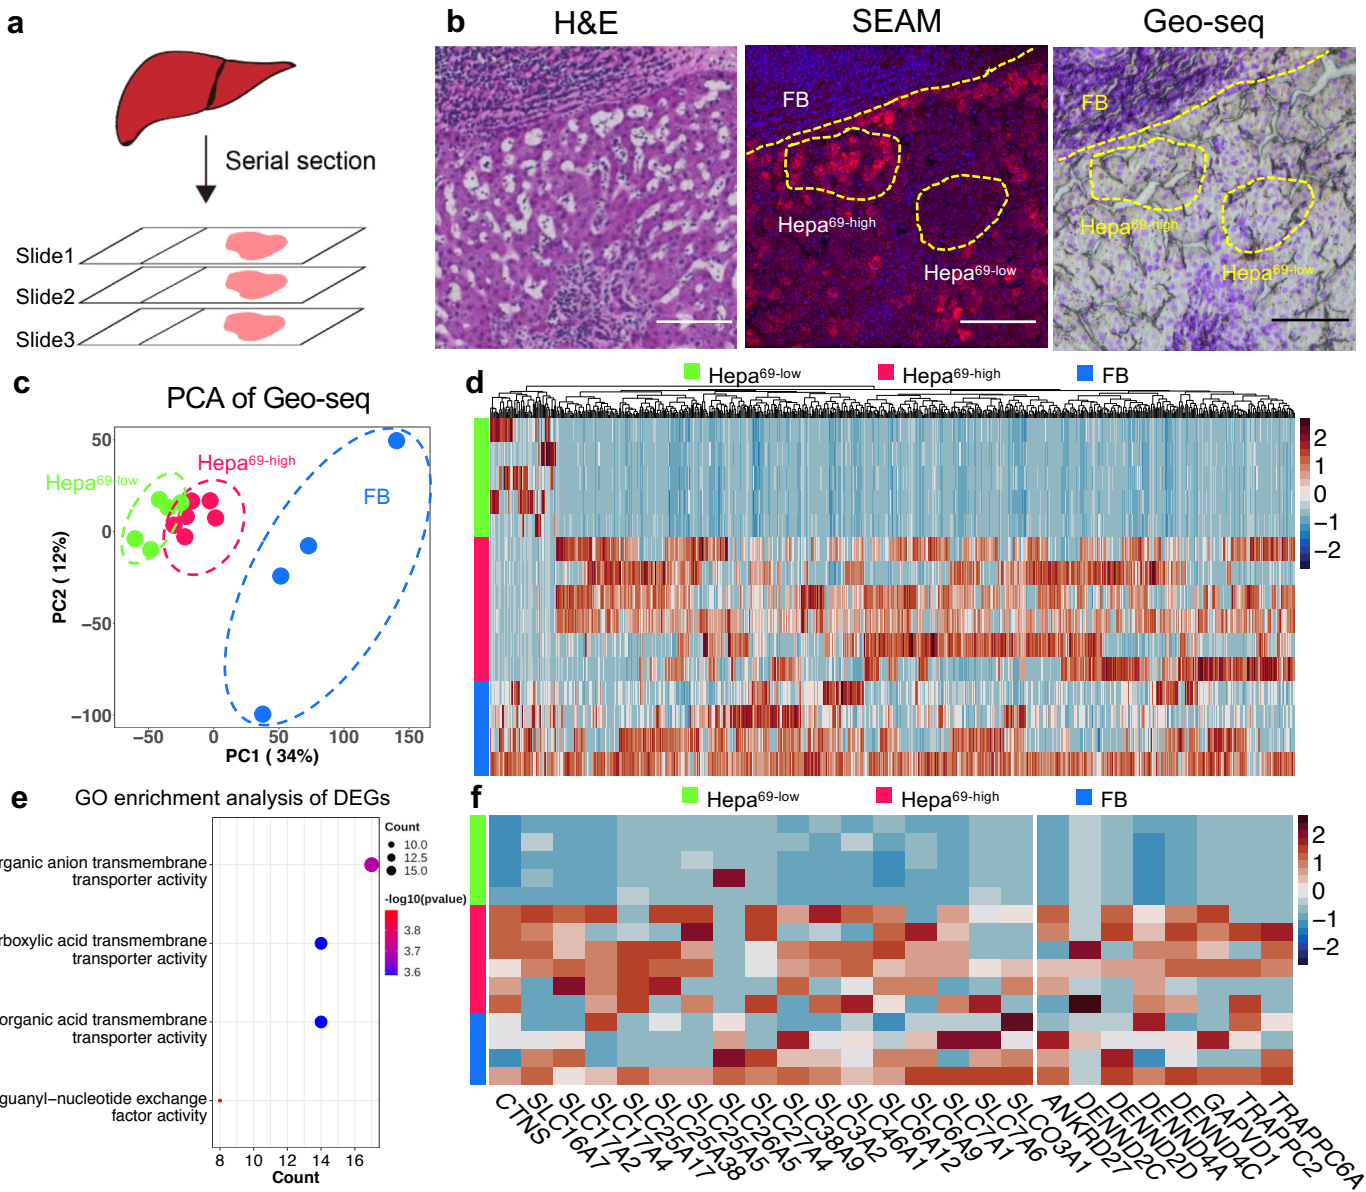 a
Serial section
Slide1
Slide2
Slide3
b
H&E
SEAM
Geo-seq
FB
Hepa69-high
Hepa69-low
FB
Hepa69-high
Hepa69-low
c
PCA of Geo-seq
Hepa69-low
Hepa69-high
FB
50
0
−50
−100
PC2 ( 12%)
−50
0
50
100
150
PC1 ( 34%)
d
Hepa69-low
Hepa69-high
FB
2
1
0
−1
−2
e
GO enrichment analysis of DEGs
rganic anion transmembrane
transporter activity
rboxylic acid transmembrane
transporter activity
organic acid transmembrane
transporter activity
guanyl−nucleotide exchange
factor activity
8
10
12
14
16
Count
Count
10.0
12.5
15.0
-log10(pvalue)
3.8
3.7
3.6
f
Hepa69-low
Hepa69-high
FB
2
1
0
−1
−2
CTNS
SLC16A7
SLC17A2
SLC17A4
SLC25A17
SLC25A38
SLC25A5
SLC26A5
SLC27A4
SLC38A9
SLC3A2
SLC46A1
SLC6A12
SLC6A9
SLC7A1
SLC7A6
SLCO3A1
ANKRD27
DENND2C
DENND2D
DENND4A
DENND4C
GAPVD1
TRAPPC2
TRAPPC6A